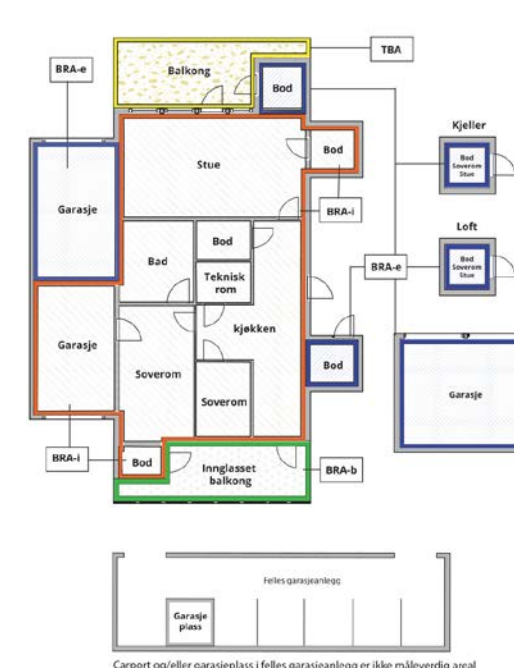 Balkong
TBA
BRA-e
Bod
Kjeller
Stue
Bod
Bod
Soverom
Stue
Garasje
BRA-i
Loft
Bad
Bod
BRA-e
Bod
Soverom
Stue
Teknisk
rom
Garasje
kjøkken
Soverom
Bod
Garasje
Soverom
BRA-i
Bod
Innglasset
balkong
BRA-b
Felles garasjeanlegg
Garasje
plass
Carport og/eller garasjeplass i felles garasjeanlegg er ikke måleverdig areal